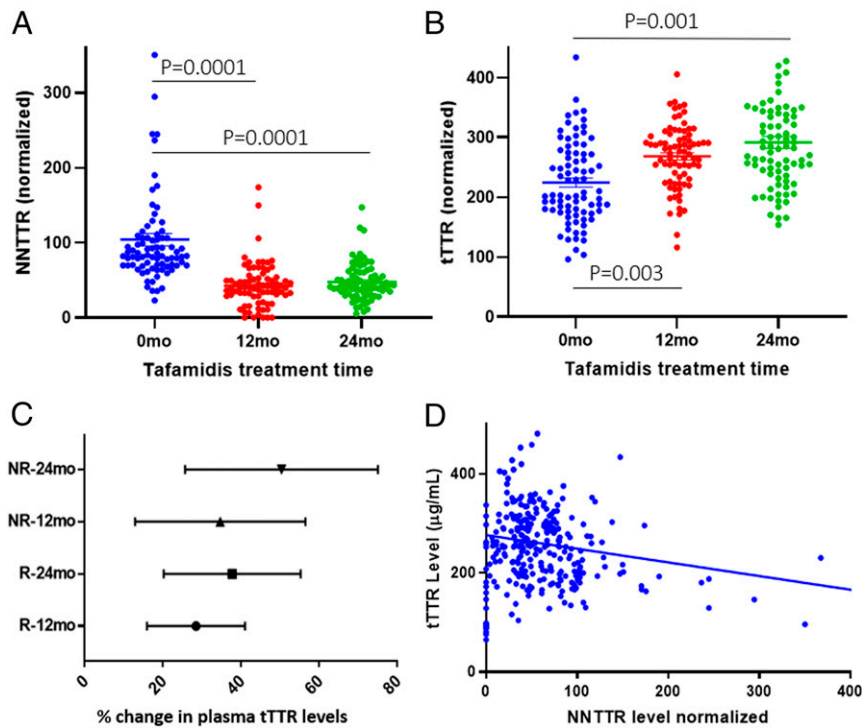 A
NNTTR (normalized)
300
200
100
0
P=0.0001
P=0.0001
0mo 12mo 24mo
Tafamidis treatment time
B
tTTR (normalized)
400
300
200
100
0
P=0.001
P=0.003
0mo 12mo 24mo
Tafamidis treatment time
C
NR-24mo
NR-12mo
R-24mo
R-12mo
0 20 40 60 80
% change in plasma tTTR levels
D
tTTR Level (µg/mL)
400
200
0
0 100 200 300 400
NNTTR level normalized